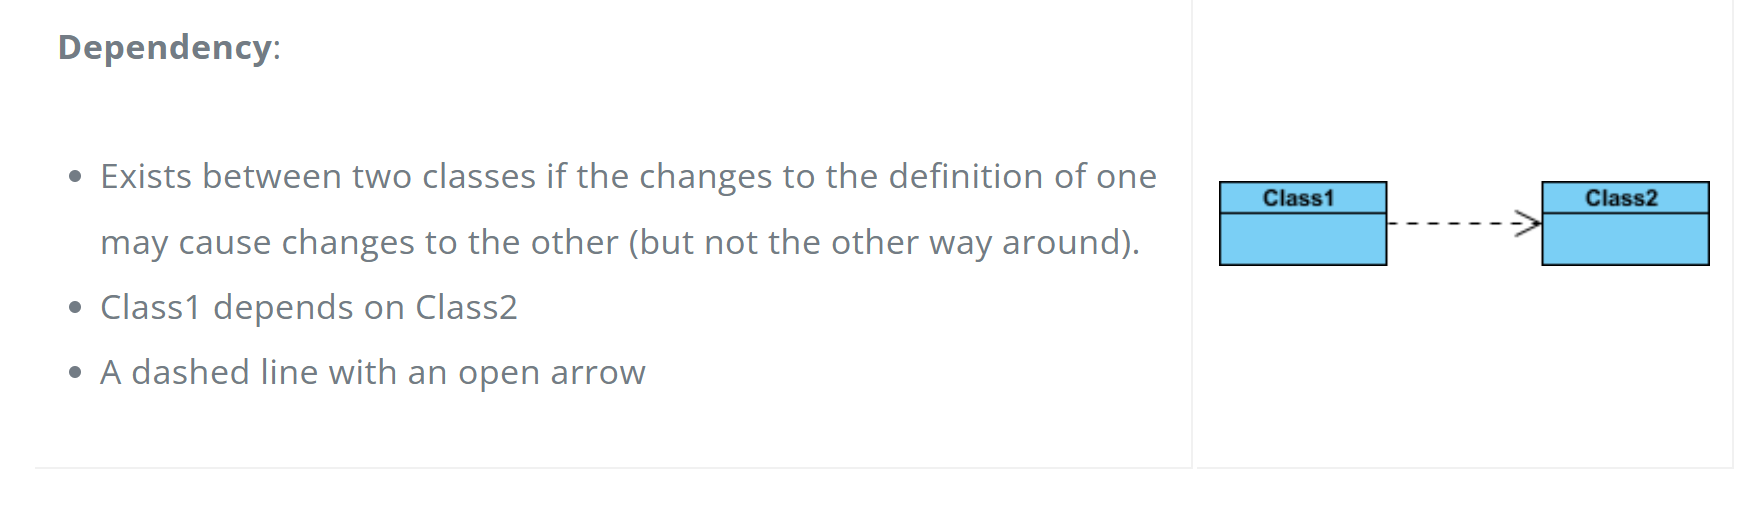 Dependency:
• Exists between two classes if the changes to the definition of one
may cause changes to the other (but not the other way around).
• Class1 depends on Class2
• A dashed line with an open arrow
Class1
Class2